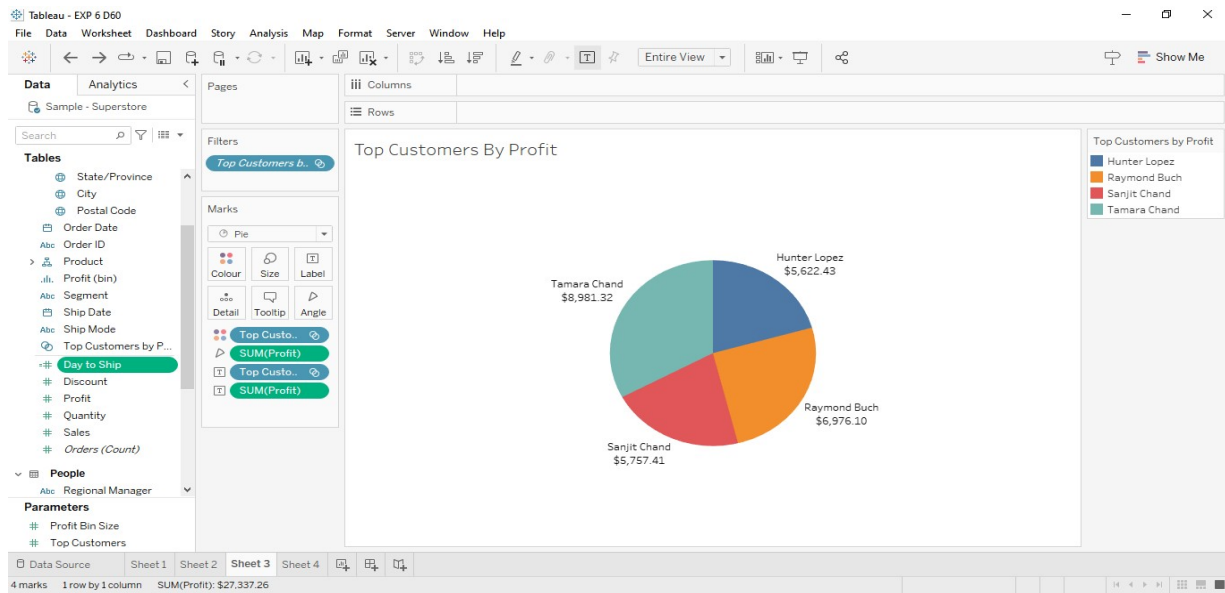 Tableau - EXP 6 D60
File Data Worksheet Dashboard Story Analysis Map Format Server Window Help
Entire View
Show Me
Data Analytics
Sample - Superstore
Search
Tables
State/Province
City
Postal Code
Order Date
Abc Order ID
Product
Profit (bin)
Abc Segment
Ship Date
Abc Ship Mode
Top Customers by P...
=# Day to Ship
# Discount
# Profit
# Quantity
# Sales
# Orders (Count)
People
Abc Regional Manager
Parameters
# Profit Bin Size
# Top Customers
Pages
Filters
Top Customers b..
Marks
Pie
Colour Size Label
Detail Tooltip Angle
Top Custo..
SUM(Profit)
T Top Custo..
T SUM(Profit)
iii Columns
Rows
Top Customers By Profit
Hunter Lopez
$5,622.43
Tamara Chand
$8,981.32
Raymond Buch
$6,976.10
Sanjit Chand
$5,757.41
Top Customers by Profit
Hunter Lopez
Raymond Buch
Sanjit Chand
Tamara Chand
Data Source Sheet 1 Sheet 2 Sheet 3 Sheet 4
4 marks 1 row by 1 column SUM(Profit): $27,337.26